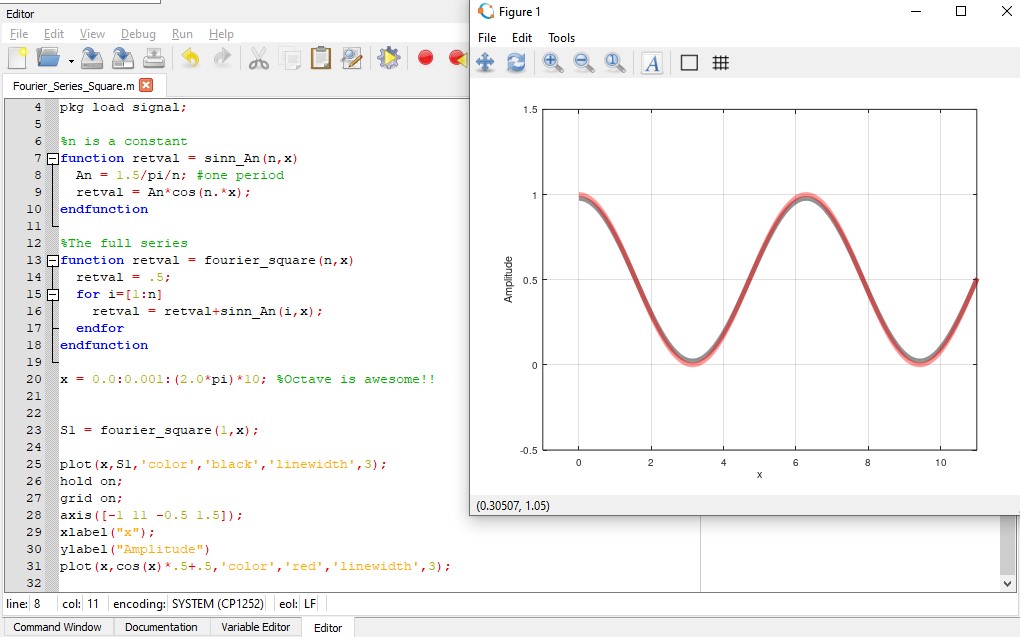 Editor
File Edit View Debug Run Help
Fourier_Series_Square.m
4 pkg load signal;
5
6 %n is a constant
7 function retval = sinn_An(n,x)
8 An = 1.5/pi/n; #one period
9 retval = An*cos(n.*x);
10 endfunction
11
12 %The full series
13 function retval = fourier_square(n,x)
14 retval = .5;
15 for i=[1:n]
16 retval = retval+sinn_An(i,x);
17 endfor
18 endfunction
19
20 x = 0.0:0.001:(2.0*pi)*10; %Octave is awesome!!
21
22
23 S1 = fourier_square(1,x);
24
25 plot(x,S1,'color','black','linewidth',3);
26 hold on;
27 grid on;
28 axis([-1 11 -0.5 1.5]);
29 xlabel("x");
30 ylabel("Amplitude")
31 plot(x,cos(x)*.5+.5,'color','red','linewidth',3);
32
line: 8 col: 11 encoding: SYSTEM (CP1252) eol: LF
Command Window Documentation Variable Editor Editor
Figure 1
File Edit Tools
A
1.5
1
0.5
0
-0.5
Amplitude
0 2 4 6 8 10
x
(0.30507, 1.05)